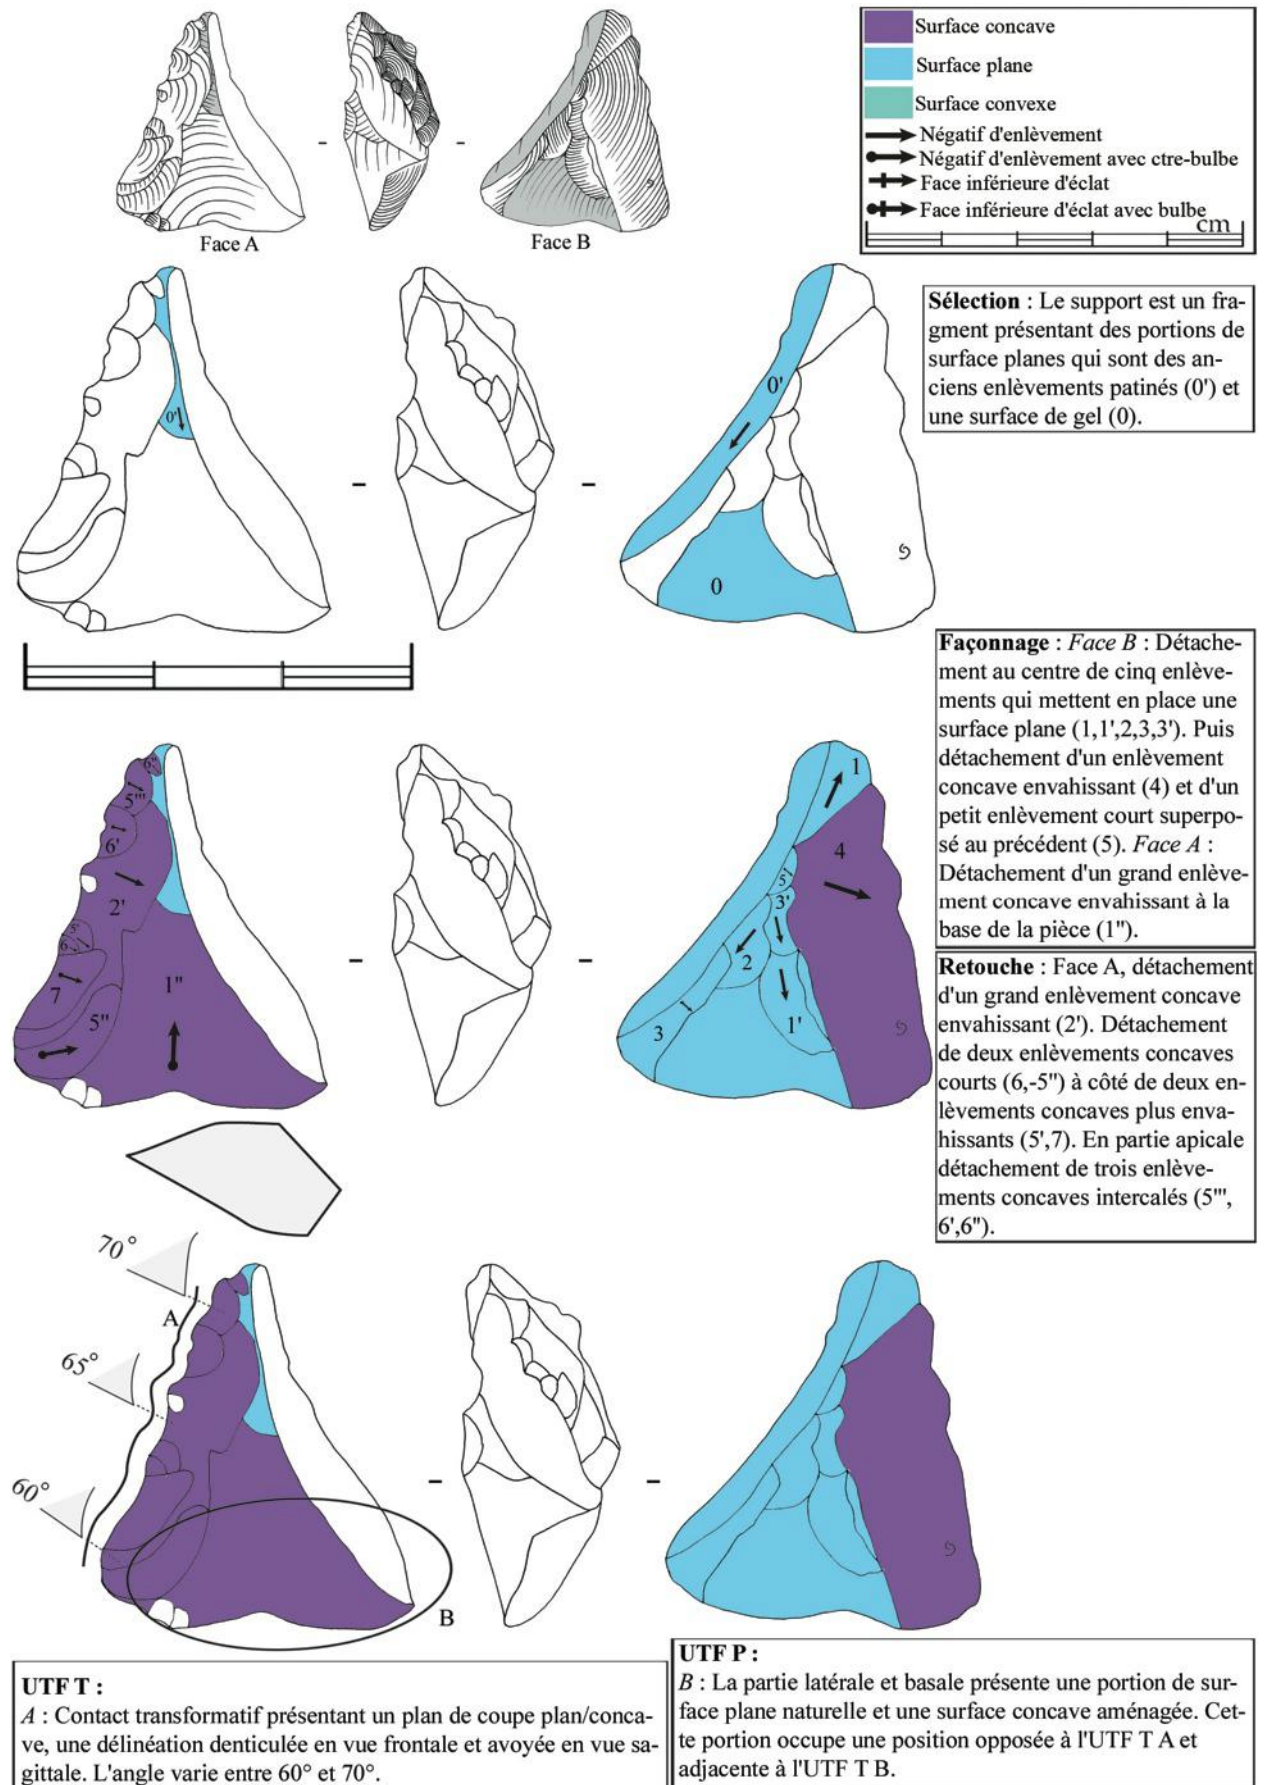 Surface concave
Surface plane
Surface convexe
Négatif d'enlèvement
Négatif d'enlèvement avec ctre-bulbe
Face inférieure d'éclat
Face inférieure d'éclat avec bulbe
cm
Face A
Face B
0'
0'
0
Sélection : Le support est un fra-
gment présentant des portions de
surface planes qui sont des an-
ciens enlèvements patinés (0') et
une surface de gel (0).
6"
5'''
6'
2'
5'
6
7
1"
5"
1
4
5
3'
2
1'
3
Façonnage : Face B : Détache-
ment au centre de cinq enlève-
ments qui mettent en place une
surface plane (1,1',2,3,3'). Puis
détachement d'un enlèvement
concave envahissant (4) et d'un
petit enlèvement court superpo-
sé au précédent (5). Face A :
Détachement d'un grand enlève-
ment concave envahissant à la
base de la pièce (1'').
Retouche : Face A, détachement
d'un grand enlèvement concave
envahissant (2'). Détachement
de deux enlèvements concaves
courts (6,-5'') à côté de deux en-
lèvements concaves plus enva-
hissants (5',7). En partie apicale
détachement de trois enlève-
ments concaves intercalés (5''',
6',6'').
70°
A
65°
60°
B
UTF T :
A : Contact transformatif présentant un plan de coupe plan/conca-
ve, une délinéation denticulée en vue frontale et avoyée en vue sa-
gittale. L'angle varie entre 60° et 70°.
UTF P :
B : La partie latérale et basale présente une portion de sur-
face plane naturelle et une surface concave aménagée. Cet-
te portion occupe une position opposée à l'UTF T A et
adjacente à l'UTF T B.